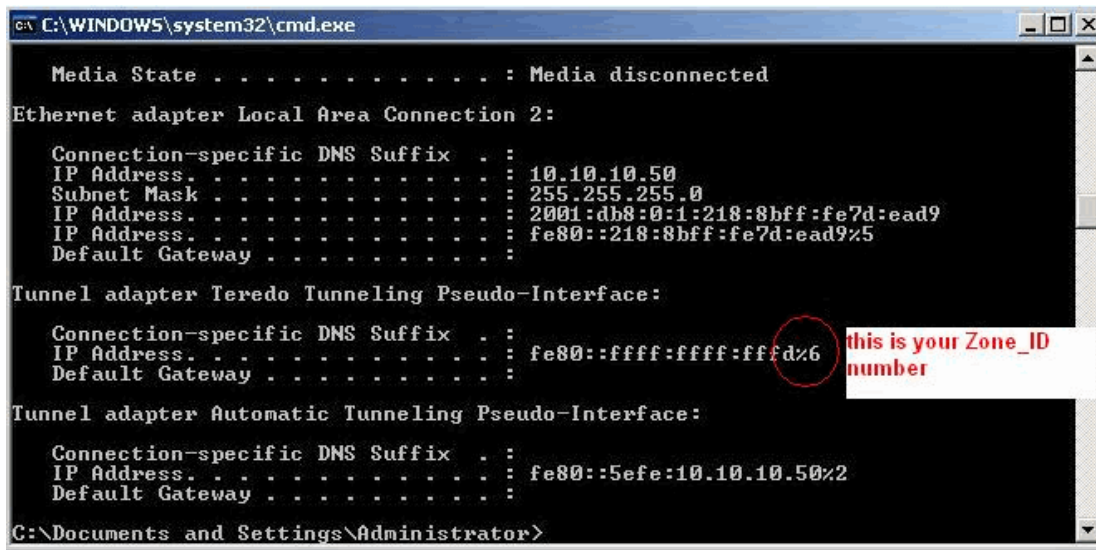 C:\WINDOWS\system32\cmd.exe
Media State . . . . . . . . . . . : Media disconnected
Ethernet adapter Local Area Connection 2:
Connection-specific DNS Suffix . :
IP Address. . . . . . . . . . . . : 10.10.10.50
Subnet Mask . . . . . . . . . . . : 255.255.255.0
IP Address. . . . . . . . . . . . : 2001:db8:0:1:218:8bff:fe7d:ead9
IP Address. . . . . . . . . . . . : fe80::218:8bff:fe7d:ead9%5
Default Gateway . . . . . . . . . :
Tunnel adapter Teredo Tunneling Pseudo-Interface:
Connection-specific DNS Suffix . :
IP Address. . . . . . . . . . . . : fe80::ffff:ffff:fffd%6
Default Gateway . . . . . . . . . :
this is your Zone_ID
number
Tunnel adapter Automatic Tunneling Pseudo-Interface:
Connection-specific DNS Suffix . :
IP Address. . . . . . . . . . . . : fe80::5efe:10.10.10.50%2
Default Gateway . . . . . . . . . :
C:\Documents and Settings\Administrator>